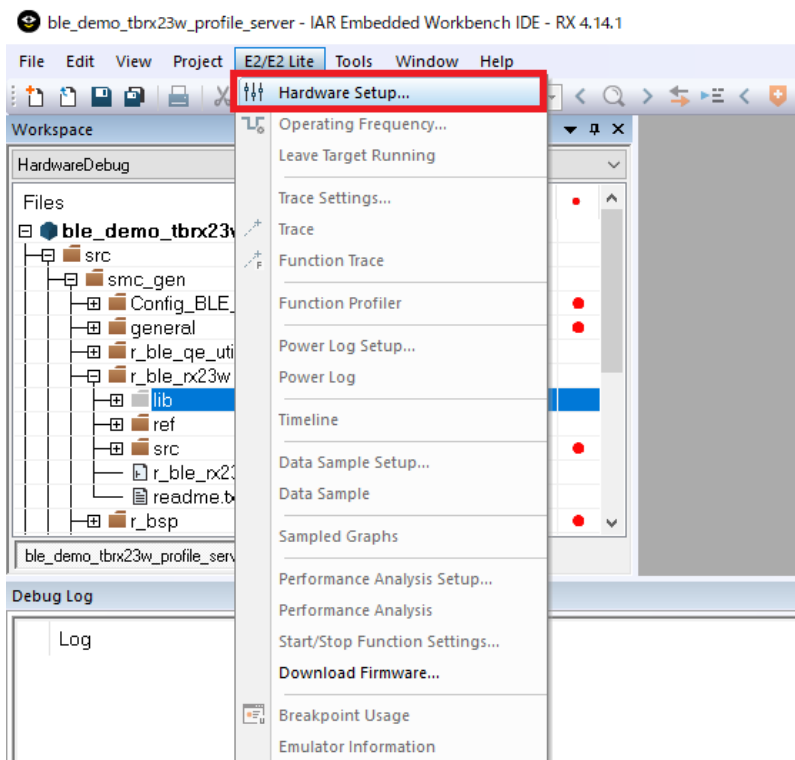 ble_demo_tbrx23w_profile_server - IAR Embedded Workbench IDE - RX 4.14.1
File Edit View Project E2/E2 Lite Tools Window Help
Workspace
HardwareDebug
Files
ble_demo_tbrx23w
src
smc_gen
Config_BLE_
general
r_ble_qe_uti
r_ble_rx23w
lib
ref
src
r_ble_rx23
readme.tx
r_bsp
ble_demo_tbrx23w_profile_serv
Hardware Setup...
Operating Frequency...
Leave Target Running
Trace Settings...
Trace
Function Trace
Function Profiler
Power Log Setup...
Power Log
Timeline
Data Sample Setup...
Data Sample
Sampled Graphs
Performance Analysis Setup...
Performance Analysis
Start/Stop Function Settings...
Download Firmware...
Breakpoint Usage
Emulator Information
Debug Log
Log